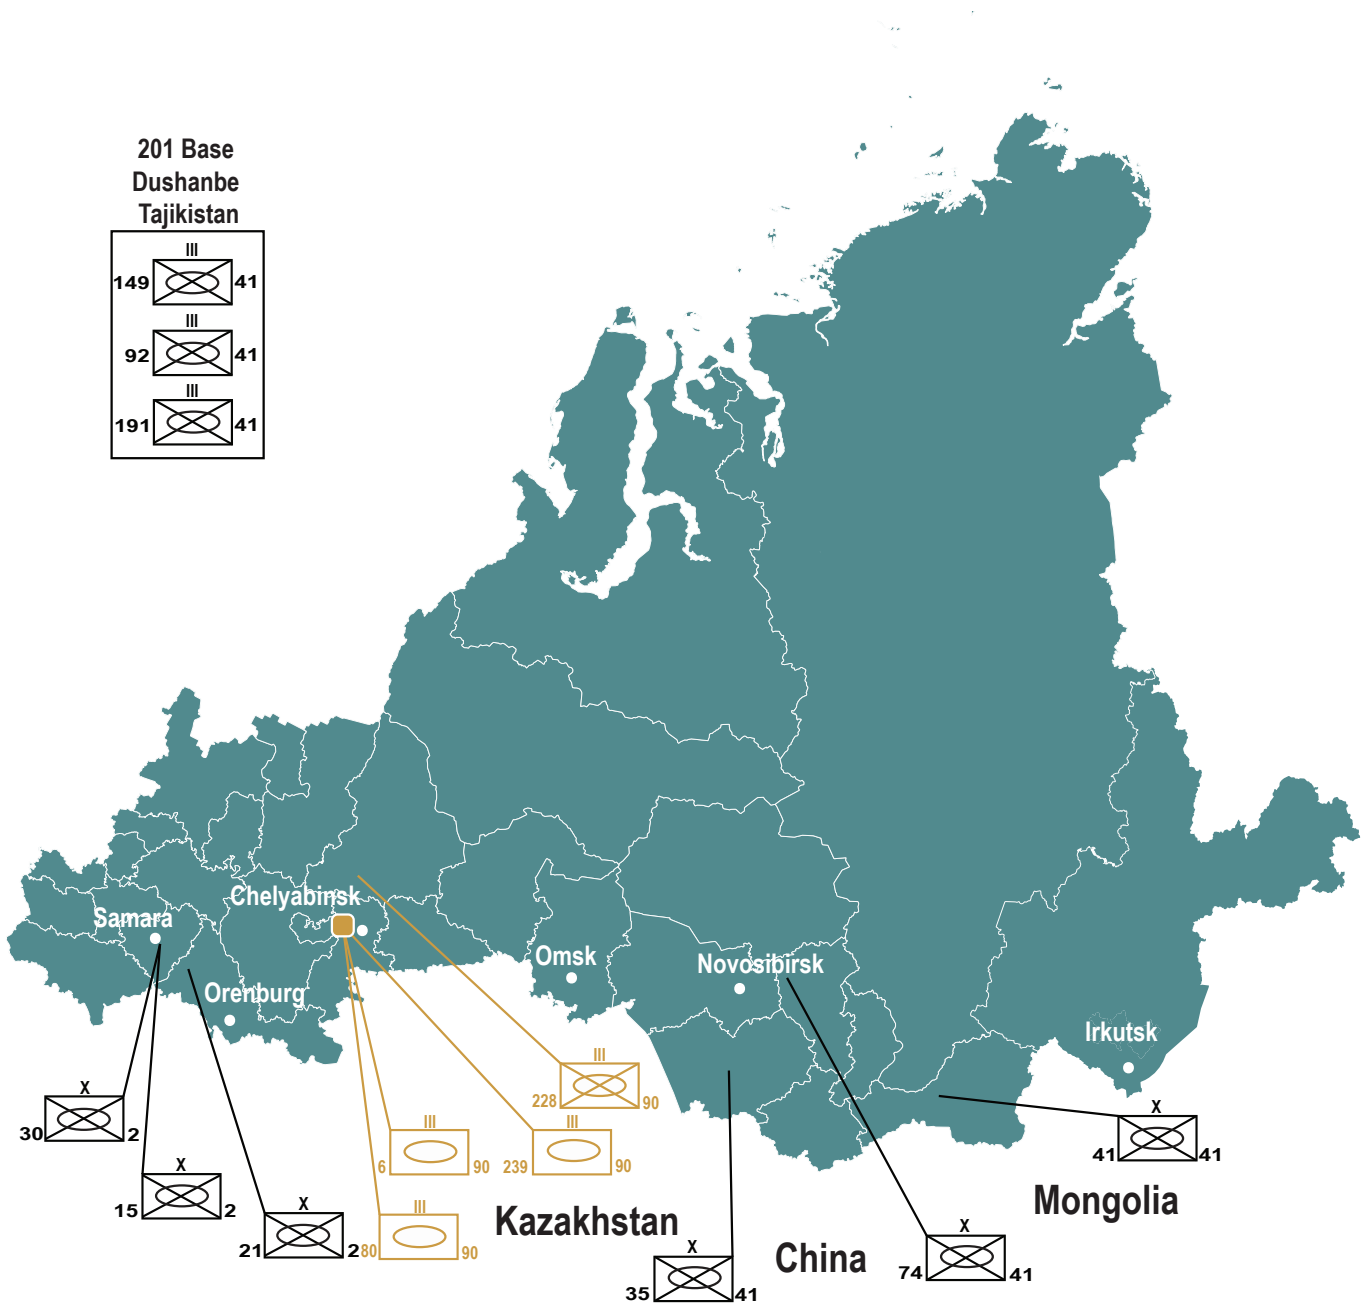 201 Base
Dushanbe
Tajikistan
III
149 41
III
92 41
III
191 41
Chelyabinsk
Samara
Omsk
Novosibirsk
Orenburg
Irkutsk
III
228 90
X
30 2
III
6 90
III
239 90
X
41 41
X
15 2
Mongolia
X
21 2
III
80 90
Kazakhstan
X
74 41
China
X
35 41